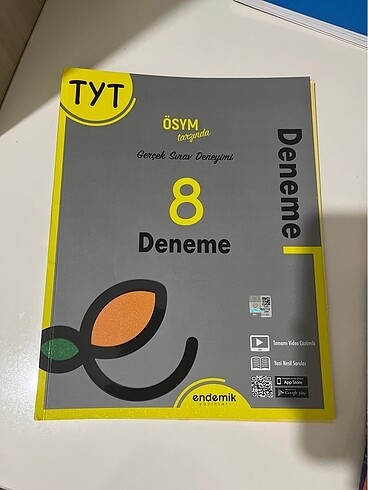 TYT
ÖSYM
tarzında
Gerçek Sınav Deneyimi
8
Deneme
Deneme
Tamamı Video Çözümlü
Yeni Nesil Sorular
App Store
Google play
endemik